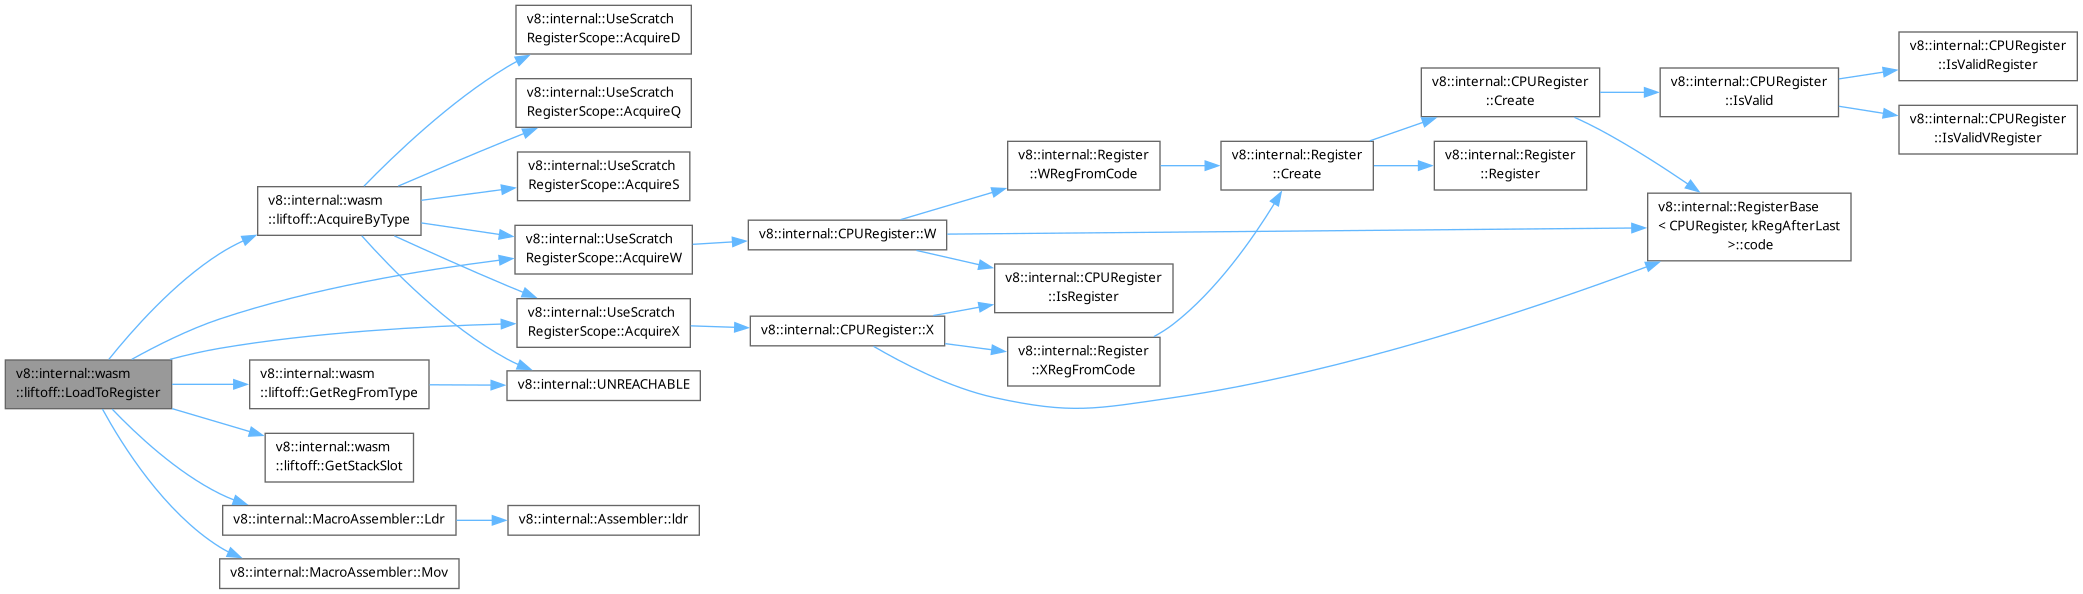 v8::internal::UseScratch
RegisterScope::AcquireD
v8::internal::UseScratch
RegisterScope::AcquireQ
v8::internal::UseScratch
RegisterScope::AcquireS
v8::internal::wasm
::liftoff::AcquireByType
v8::internal::UseScratch
RegisterScope::AcquireW
v8::internal::UseScratch
RegisterScope::AcquireX
v8::internal::wasm
::liftoff::LoadToRegister
v8::internal::wasm
::liftoff::GetRegFromType
v8::internal::UNREACHABLE
v8::internal::wasm
::liftoff::GetStackSlot
v8::internal::MacroAssembler::Ldr
v8::internal::Assembler::ldr
v8::internal::MacroAssembler::Mov
v8::internal::CPURegister::W
v8::internal::CPURegister::X
v8::internal::Register
::WRegFromCode
v8::internal::CPURegister
::IsRegister
v8::internal::Register
::XRegFromCode
v8::internal::Register
::Create
v8::internal::CPURegister
::Create
v8::internal::Register
::Register
v8::internal::CPURegister
::IsValid
v8::internal::RegisterBase
< CPURegister, kRegAfterLast
>::code
v8::internal::CPURegister
::IsValidRegister
v8::internal::CPURegister
::IsValidVRegister